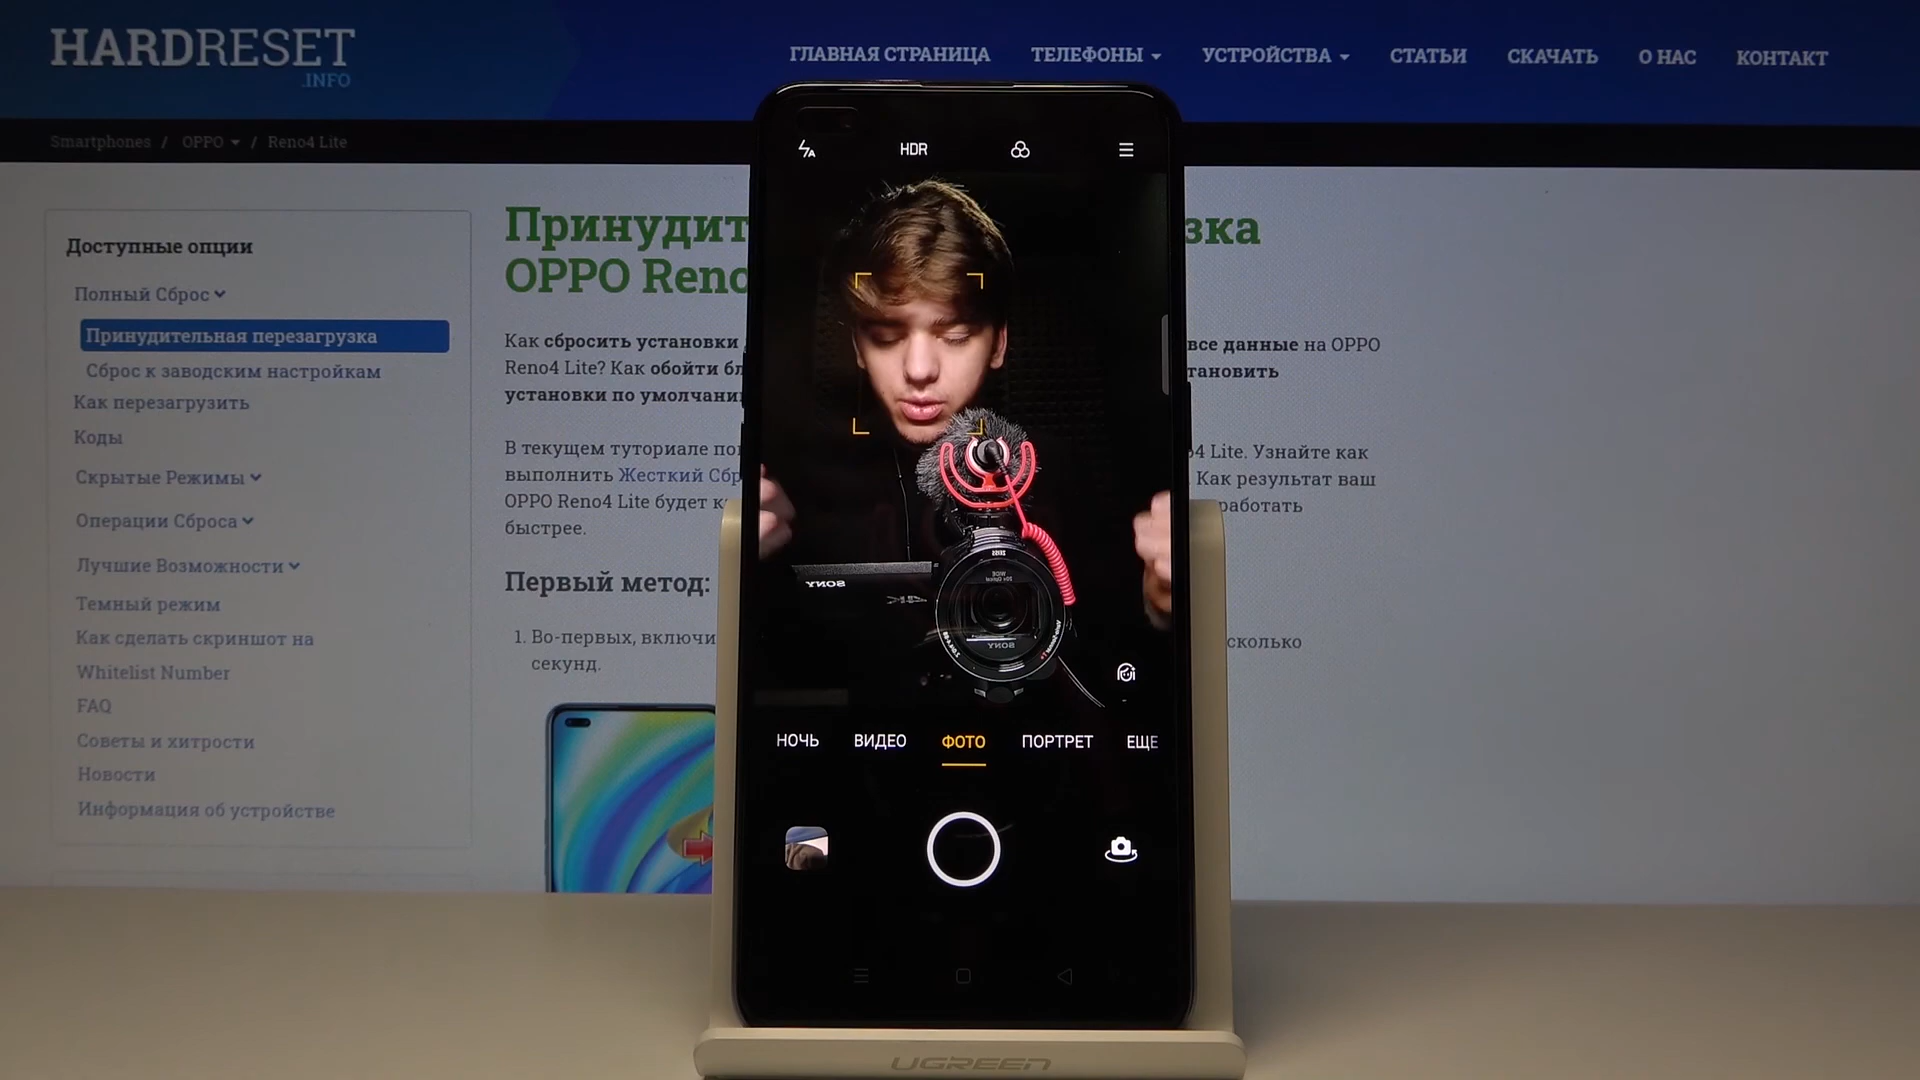 HARDRESET
.INFO
ГЛАВНАЯ СТРАНИЦА
ТЕЛЕФОНЫ
УСТРОЙСТВА
СТАТЬИ
СКАЧАТЬ
О НАС
КОНТАКТ
Smartphones / OPPO / Reno4 Lite
Доступные опции
Полный Сброс
Принудительная перезагрузка
Сброс к заводским настройкам
Как перезагрузить
Коды
Скрытые Режимы
Операции Сброса
Лучшие Возможности
Темный режим
Как сделать скриншот на
Whitelist Number
FAQ
Советы и хитрости
Новости
Информация об устройстве
Принудит зка
OPPO Reno
Как сбросить установки все данные на OPPO
Reno4 Lite? Как обойти бл тановить
установки по умолчани
В текущем туториале по 4 Lite. Узнайте как
выполнить Жесткий Сбр Как результат ваш
OPPO Reno4 Lite будет к работать
быстрее.
Первый метод:
1. Во-первых, включи сколько
секунд.
HDR
SONY
4K
ZEISS
SONY
НОЧЬ
ВИДЕО
ФОТО
ПОРТРЕТ
ЕЩЕ
UGREEN